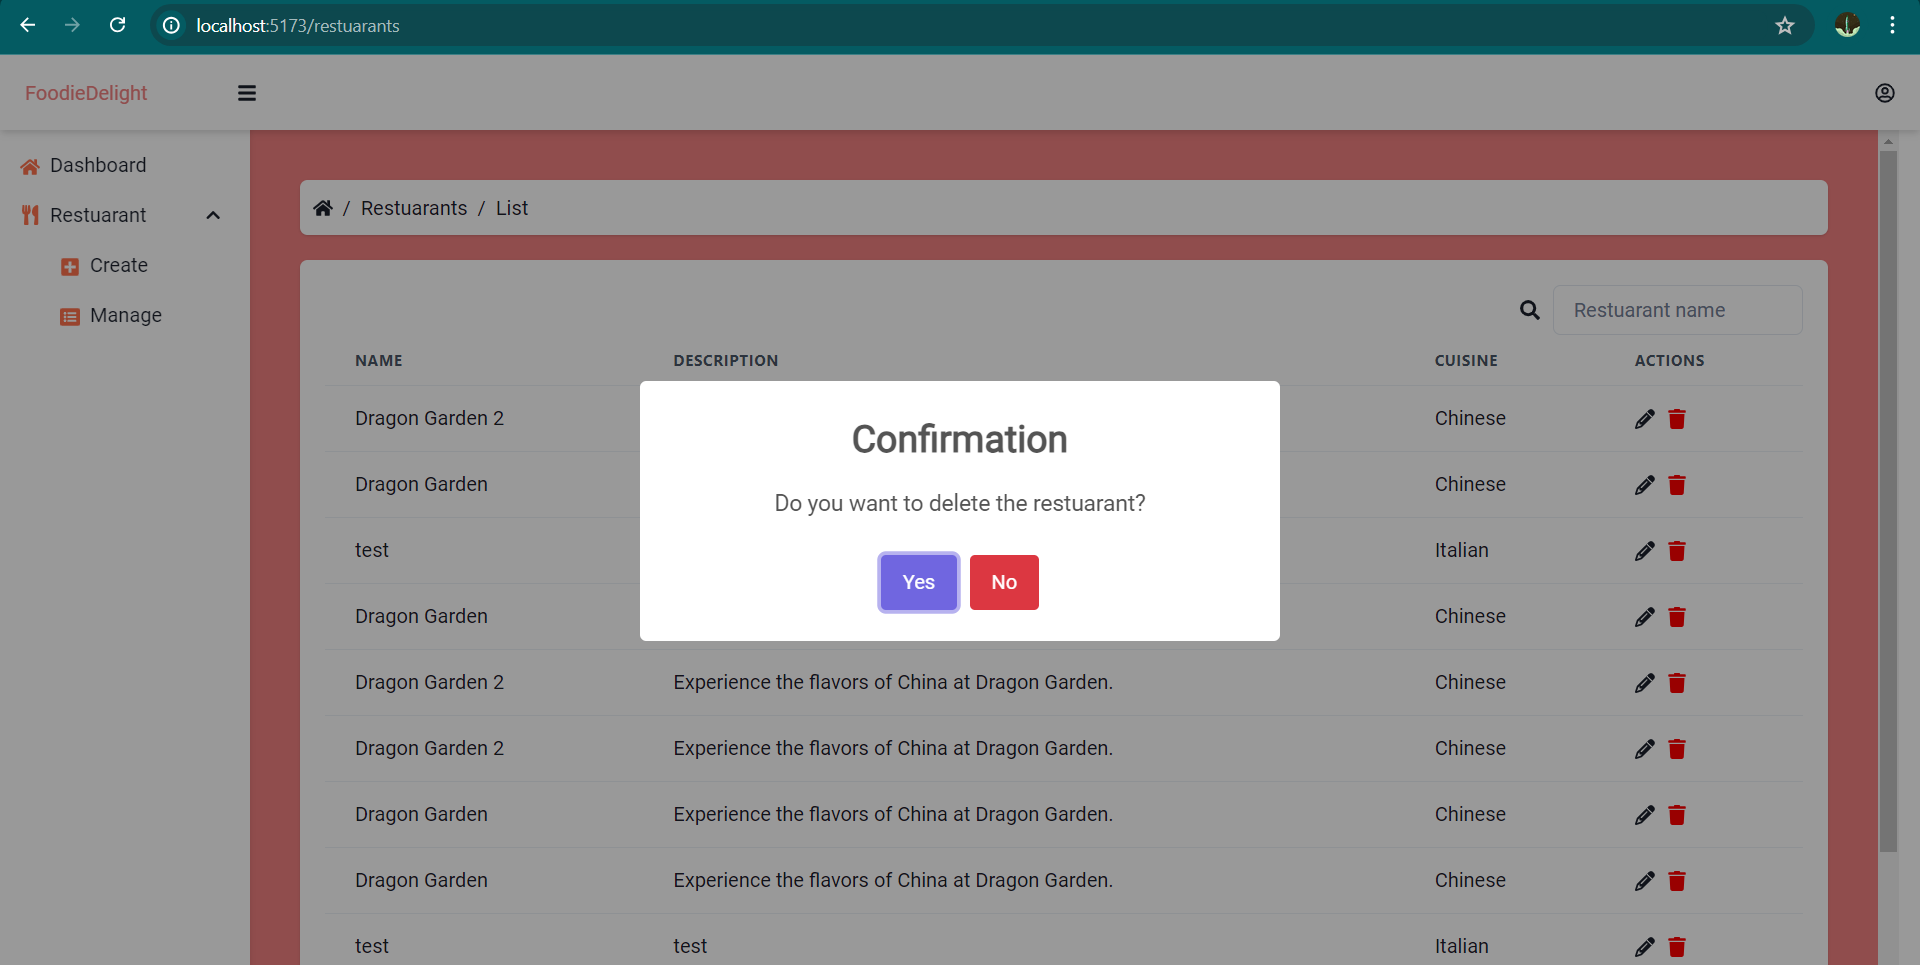 localhost:5173/restuarants
FoodieDelight
Dashboard
Restuarant
Create
Manage
/ Restuarants / List
Restuarant name
NAME DESCRIPTION CUISINE ACTIONS
Dragon Garden 2 Chinese
Dragon Garden Chinese
test Italian
Dragon Garden Chinese
Confirmation
Do you want to delete the restuarant?
Yes No
Dragon Garden 2 Experience the flavors of China at Dragon Garden. Chinese
Dragon Garden 2 Experience the flavors of China at Dragon Garden. Chinese
Dragon Garden Experience the flavors of China at Dragon Garden. Chinese
Dragon Garden Experience the flavors of China at Dragon Garden. Chinese
test test Italian